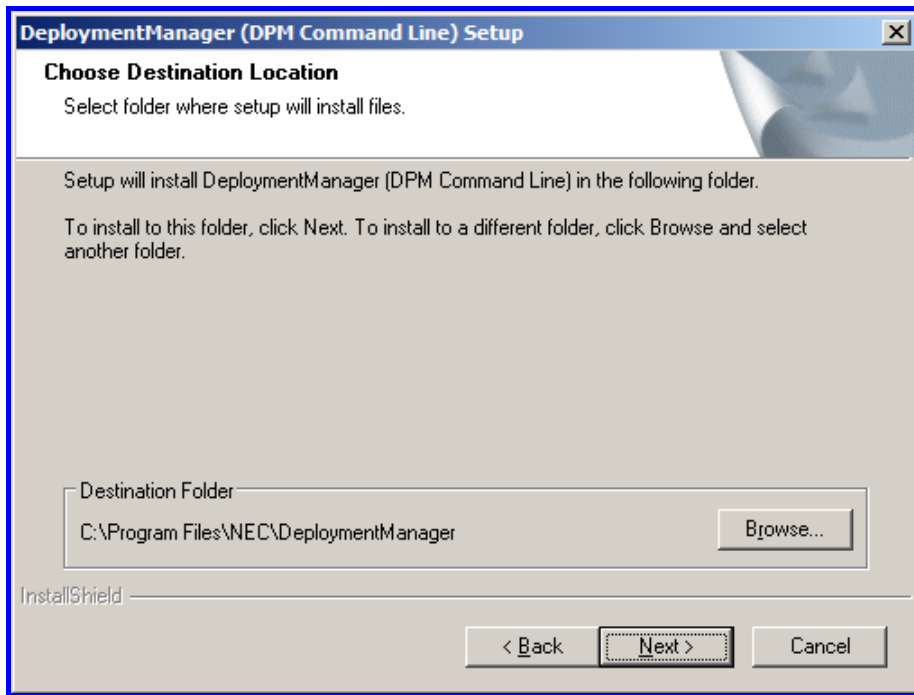 DeploymentManager (DPM Command Line) Setup
Choose Destination Location
Select folder where setup will install files.
Setup will install DeploymentManager (DPM Command Line) in the following folder.
To install to this folder, click Next. To install to a different folder, click Browse and select
another folder.
Destination Folder
C:\Program Files\NEC\DeploymentManager
Browse...
InstallShield
< Back
Next >
Cancel